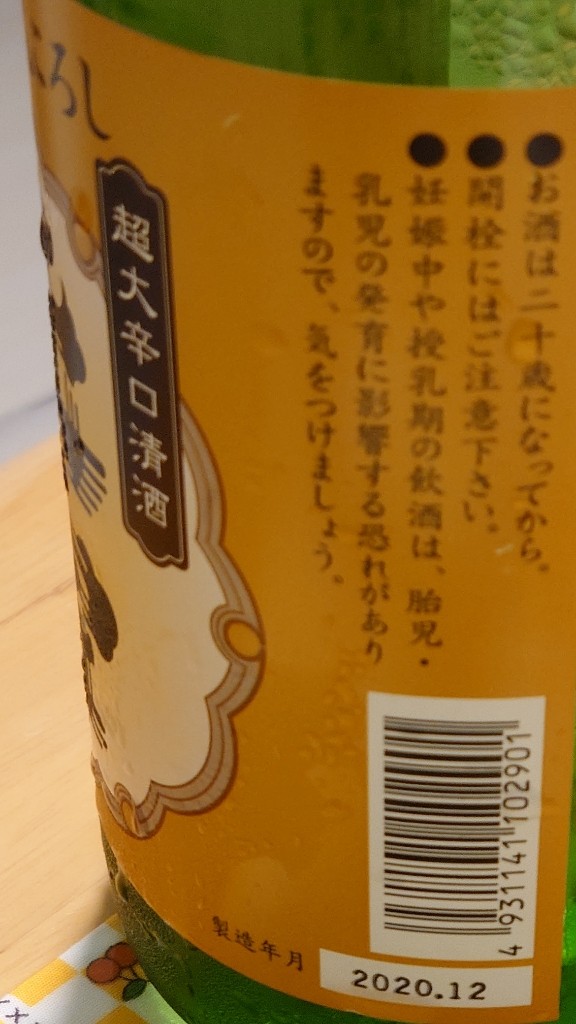 お酒は二十歳になってから。
開栓にはご注意下さい。
妊娠中や授乳期の飲酒は、胎児・
乳児の発育に影響する恐れがあり
ますので、気をつけましょう。
超大辛口清酒
ろし
4931141102901
製造年月
2020.12